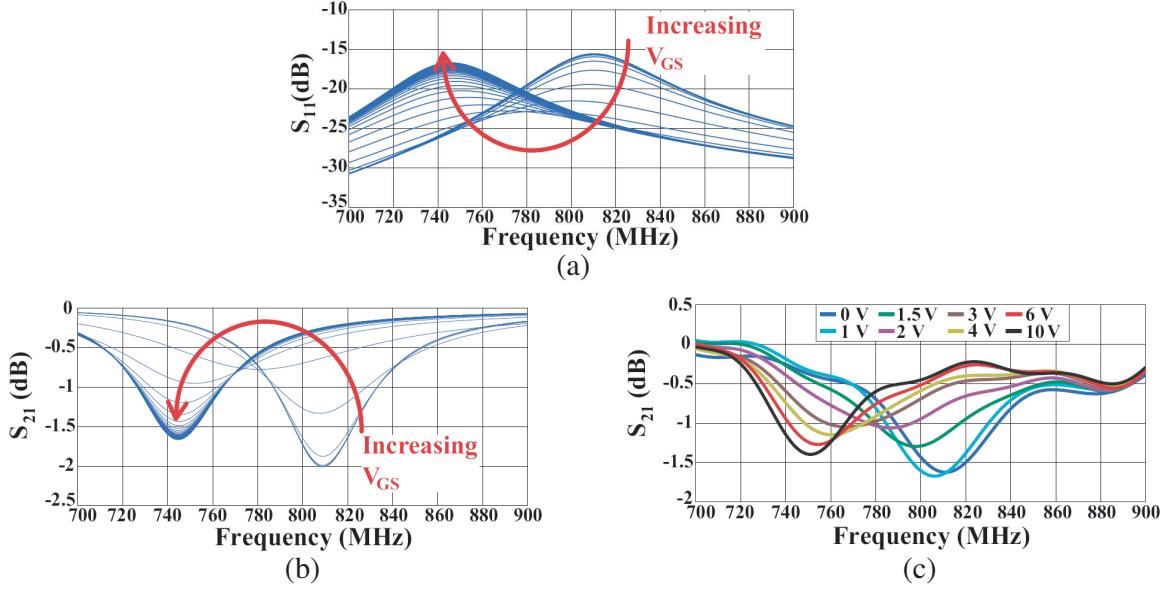 -10
-15
-20
-25
-30
-35
S11(dB)
Increasing
VGS
700 720 740 760 780 800 820 840 860 880 900
Frequency (MHz)
(a)
0
-0.5
-1
-1.5
-2
-2.5
S21 (dB)
Increasing
VGS
700 720 740 760 780 800 820 840 860 880 900
Frequency (MHz)
(b)
0.5
0
-0.5
-1
-1.5
-2
S21 (dB)
0 V 1.5 V 3 V 6 V
1 V 2 V 4 V 10 V
700 720 740 760 780 800 820 840 860 880 900
Frequency (MHz)
(c)